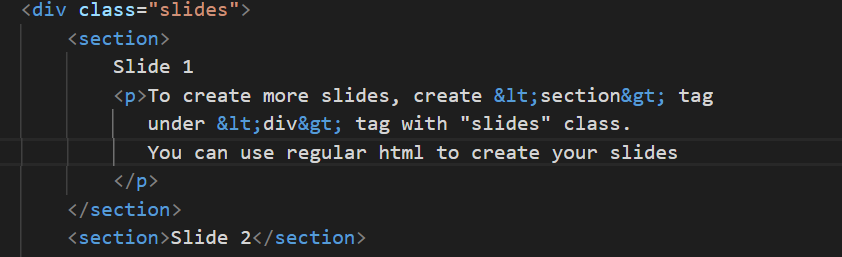 <div class="slides">
<section>
Slide 1
<p>To create more slides, create &lt;section&gt; tag
under &lt;div&gt; tag with "slides" class.
You can use regular html to create your slides
</p>
</section>
<section>Slide 2</section>